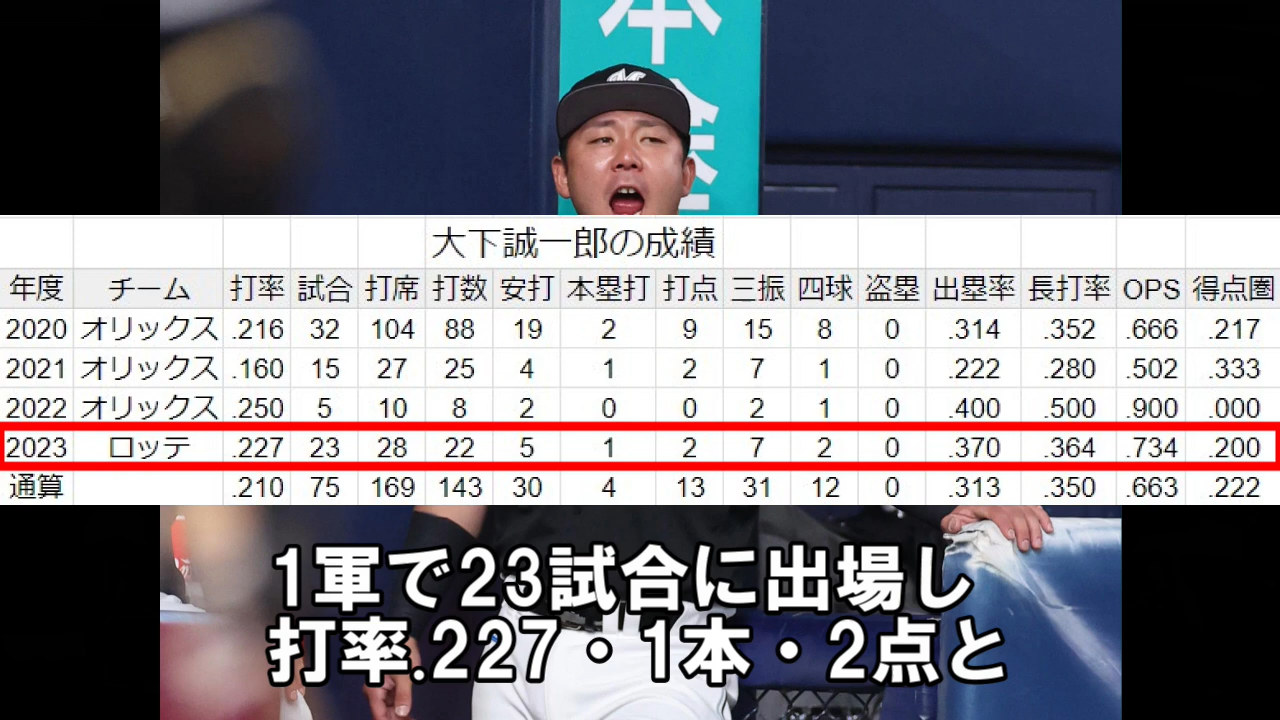 本
会
M
大下誠一郎の成績
年度 チーム 打率 試合 打席 打数 安打 本塁打 打点 三振 四球 盗塁 出塁率 長打率 OPS 得点圏
2020 オリックス .216 32 104 88 19 2 9 15 8 0 .314 .352 .666 .217
2021 オリックス .160 15 27 25 4 1 2 7 1 0 .222 .280 .502 .333
2022 オリックス .250 5 10 8 2 0 0 2 1 0 .400 .500 .900 .000
2023 ロッテ .227 23 28 22 5 1 2 7 2 0 .370 .364 .734 .200
通算 .210 75 169 143 30 4 13 31 12 0 .313 .350 .663 .222
1軍で23試合に出場し
打率.227・1本・2点と